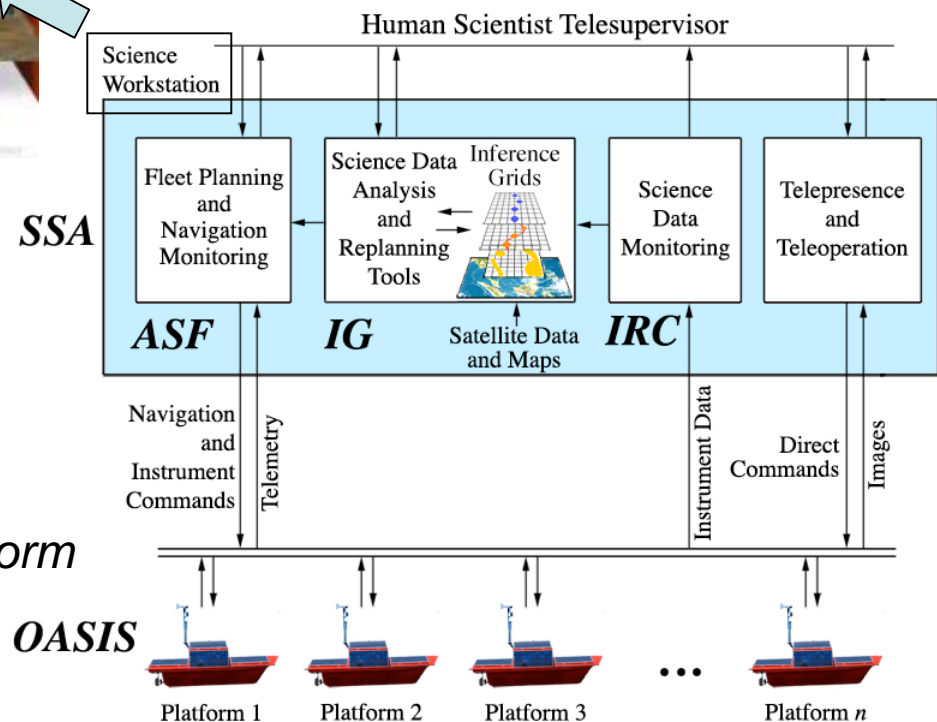 Human Scientist Telesupervisor
Science
Workstation
Fleet Planning
and
Navigation
Monitoring
Science Data
Analysis
and
Replanning
Tools
Inference
Grids
Science
Data
Monitoring
Telepresence
and
Teleoperation
SSA
ASF
IG
Satellite Data
and Maps
IRC
Navigation
and
Instrument
Commands
Telemetry
Instrument Data
Direct
Commands
Images
orm
OASIS
...
Platform 1
Platform 2
Platform 3
Platform n